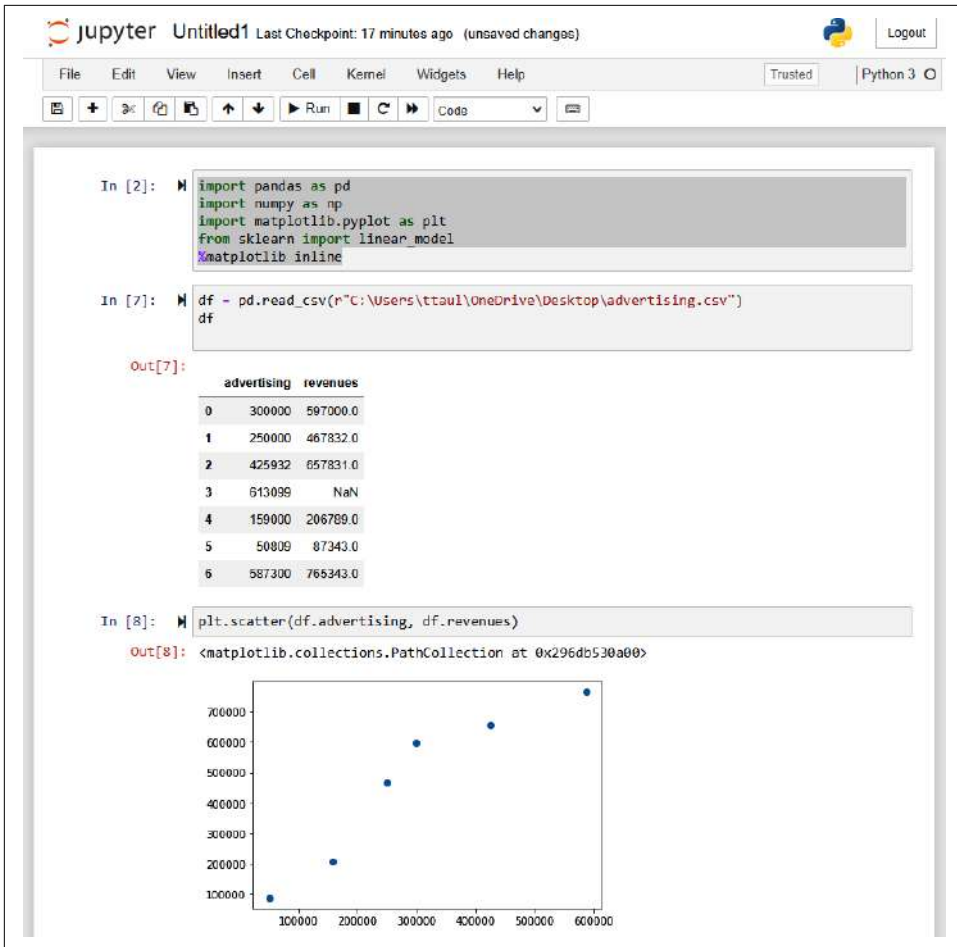 jupyter Untitled1 Last Checkpoint: 17 minutes ago (unsaved changes) Logout
File Edit View Insert Cell Kernel Widgets Help Trusted Python 3
Run Code
In [2]: import pandas as pd
import numpy as np
import matplotlib.pyplot as plt
from sklearn import linear_model
%matplotlib inline
In [7]: df = pd.read_csv(r"C:\Users\ttaul\OneDrive\Desktop\advertising.csv")
df
Out[7]:
advertising revenues
0 300000 597000.0
1 250000 467832.0
2 425932 657831.0
3 613099 NaN
4 159000 206789.0
5 50809 87343.0
6 587300 765343.0
In [8]: plt.scatter(df.advertising, df.revenues)
Out[8]: <matplotlib.collections.PathCollection at 0x296db530a00>
700000
600000
500000
400000
300000
200000
100000
100000 200000 300000 400000 500000 600000